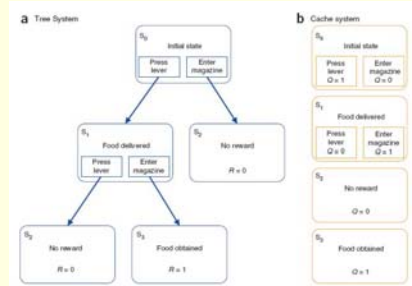 a Tree System
S0
Initial state
Press Enter
lever magazine
S1
Food delivered
Press Enter
lever magazine
S2
No reward
R = 0
S2
No reward
R = 0
S3
Food obtained
R = 1
b Cache system
S0
Initial state
Press Enter
lever magazine
Q = 1 Q = 0
S1
Food delivered
Press Enter
lever magazine
Q = 0 Q = 1
S2
No reward
Q = 0
S3
Food obtained
Q = 1